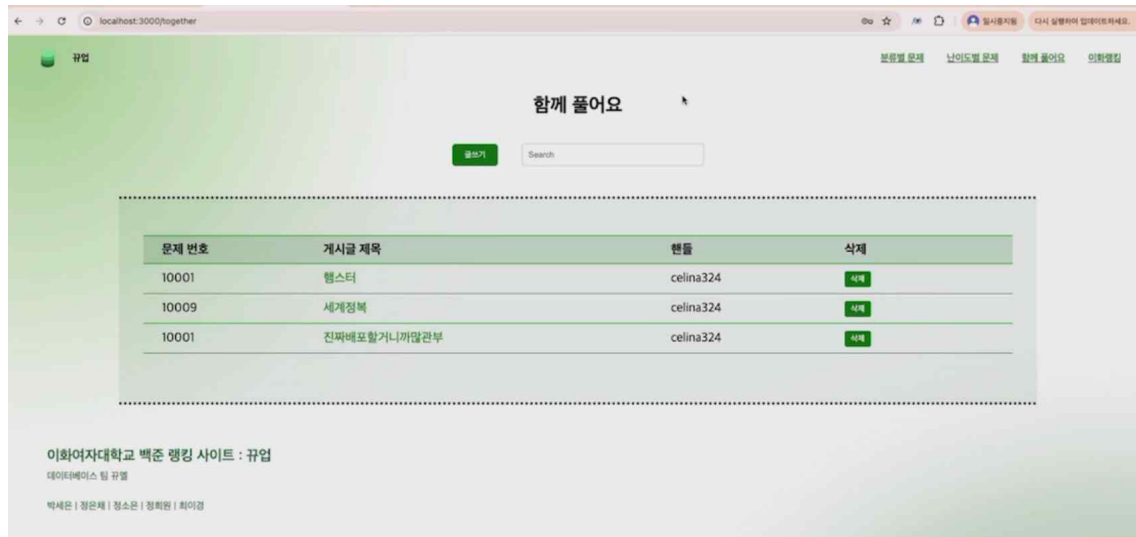 localhost:3000/together
일시중지됨
다시 실행하여 업데이트하세요.
뀨업
분류별 문제 난이도별 문제 함께 풀어요 이화랭킹
함께 풀어요
글쓰기 Search
문제 번호 게시글 제목 핸들 삭제
10001 햄스터 celina324 삭제
10009 세계정복 celina324 삭제
10001 진짜배포할거니까많관부 celina324 삭제
이화여자대학교 백준 랭킹 사이트 : 뀨업
데이터베이스 팀 뀨멜
박세은 | 정은채 | 정소은 | 정희원 | 최이경